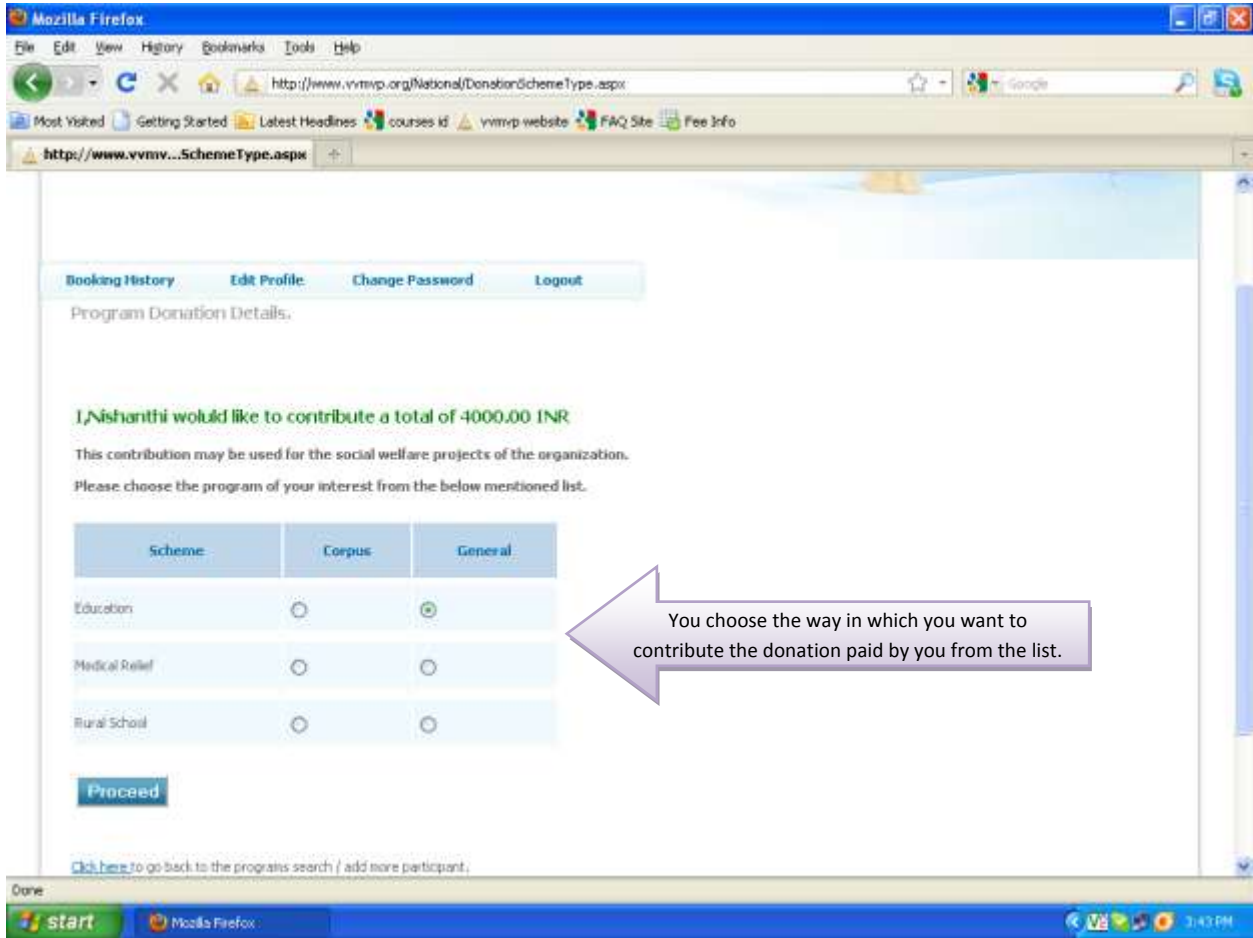 Mozilla Firefox
File Edit View History Bookmarks Tools Help
http://www.vvmvp.org/National/DonationSchemeType.aspx
Google
Most Visited Getting Started Latest Headlines courses id vvmvp website FAQ Site Fee Info
http://www.vvmv...SchemeType.aspx
Booking History Edit Profile Change Password Logout
Program Donation Details.
I,Nishanthi woluld like to contribute a total of 4000.00 INR
This contribution may be used for the social welfare projects of the organization.
Please choose the program of your interest from the below mentioned list.
Scheme Corpus General
Education
Medical Relief
Rural School
You choose the way in which you want to
contribute the donation paid by you from the list.
Proceed
Click here to go back to the programs search / add more participant.
Done
start Mozilla Firefox 3:43 PM